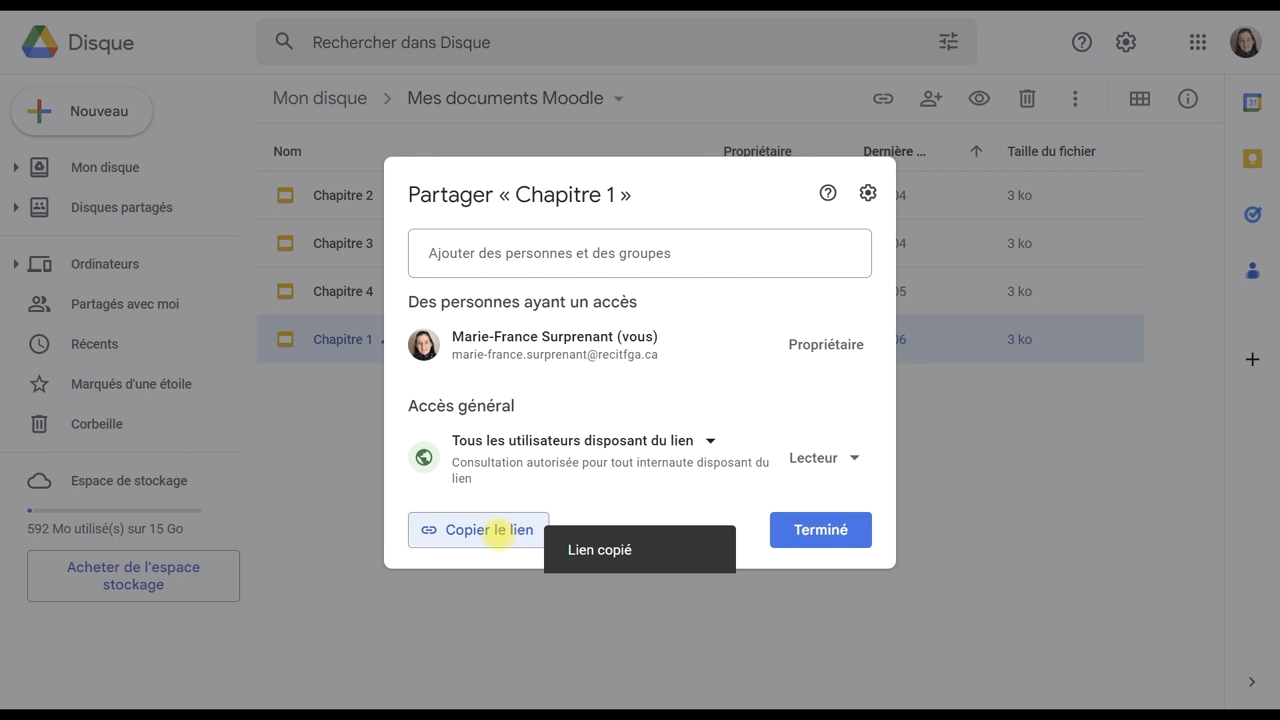 Disque
Rechercher dans Disque
Nouveau
Mon disque
Mes documents Moodle
Mon disque
Disques partagés
Ordinateurs
Partagés avec moi
Récents
Marqués d'une étoile
Corbeille
Espace de stockage
592 Mo utilisé(s) sur 15 Go
Acheter de l'espace
stockage
Nom
Propriétaire
Dernière ...
Taille du fichier
Chapitre 2
04
3 ko
Chapitre 3
04
3 ko
Chapitre 4
05
3 ko
Chapitre 1
06
3 ko
Partager « Chapitre 1 »
Ajouter des personnes et des groupes
Des personnes ayant un accès
Marie-France Surprenant (vous)
marie-france.surprenant@recitfga.ca
Propriétaire
Accès général
Tous les utilisateurs disposant du lien
Consultation autorisée pour tout internaute disposant du
lien
Lecteur
Copier le lien
Lien copié
Terminé
31